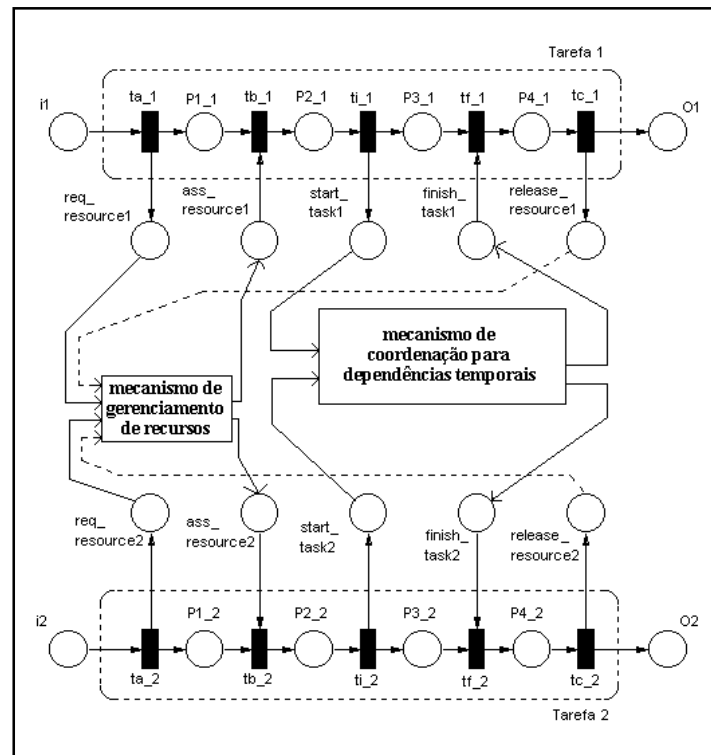 Tarefa 1
i1
ta_1
P1_1
tb_1
P2_1
ti_1
P3_1
tf_1
P4_1
tc_1
O1
req_
resource1
ass_
resource1
start_
task1
finish_
task1
release_
resource1
mecanismo de
coordenação para
dependências temporais
mecanismo de
gerenciamento
de recursos
req_
resource2
ass_
resource2
start_
task2
finish_
task2
release_
resource2
i2
P1_2
P2_2
P3_2
P4_2
O2
ta_2
tb_2
ti_2
tf_2
tc_2
Tarefa 2